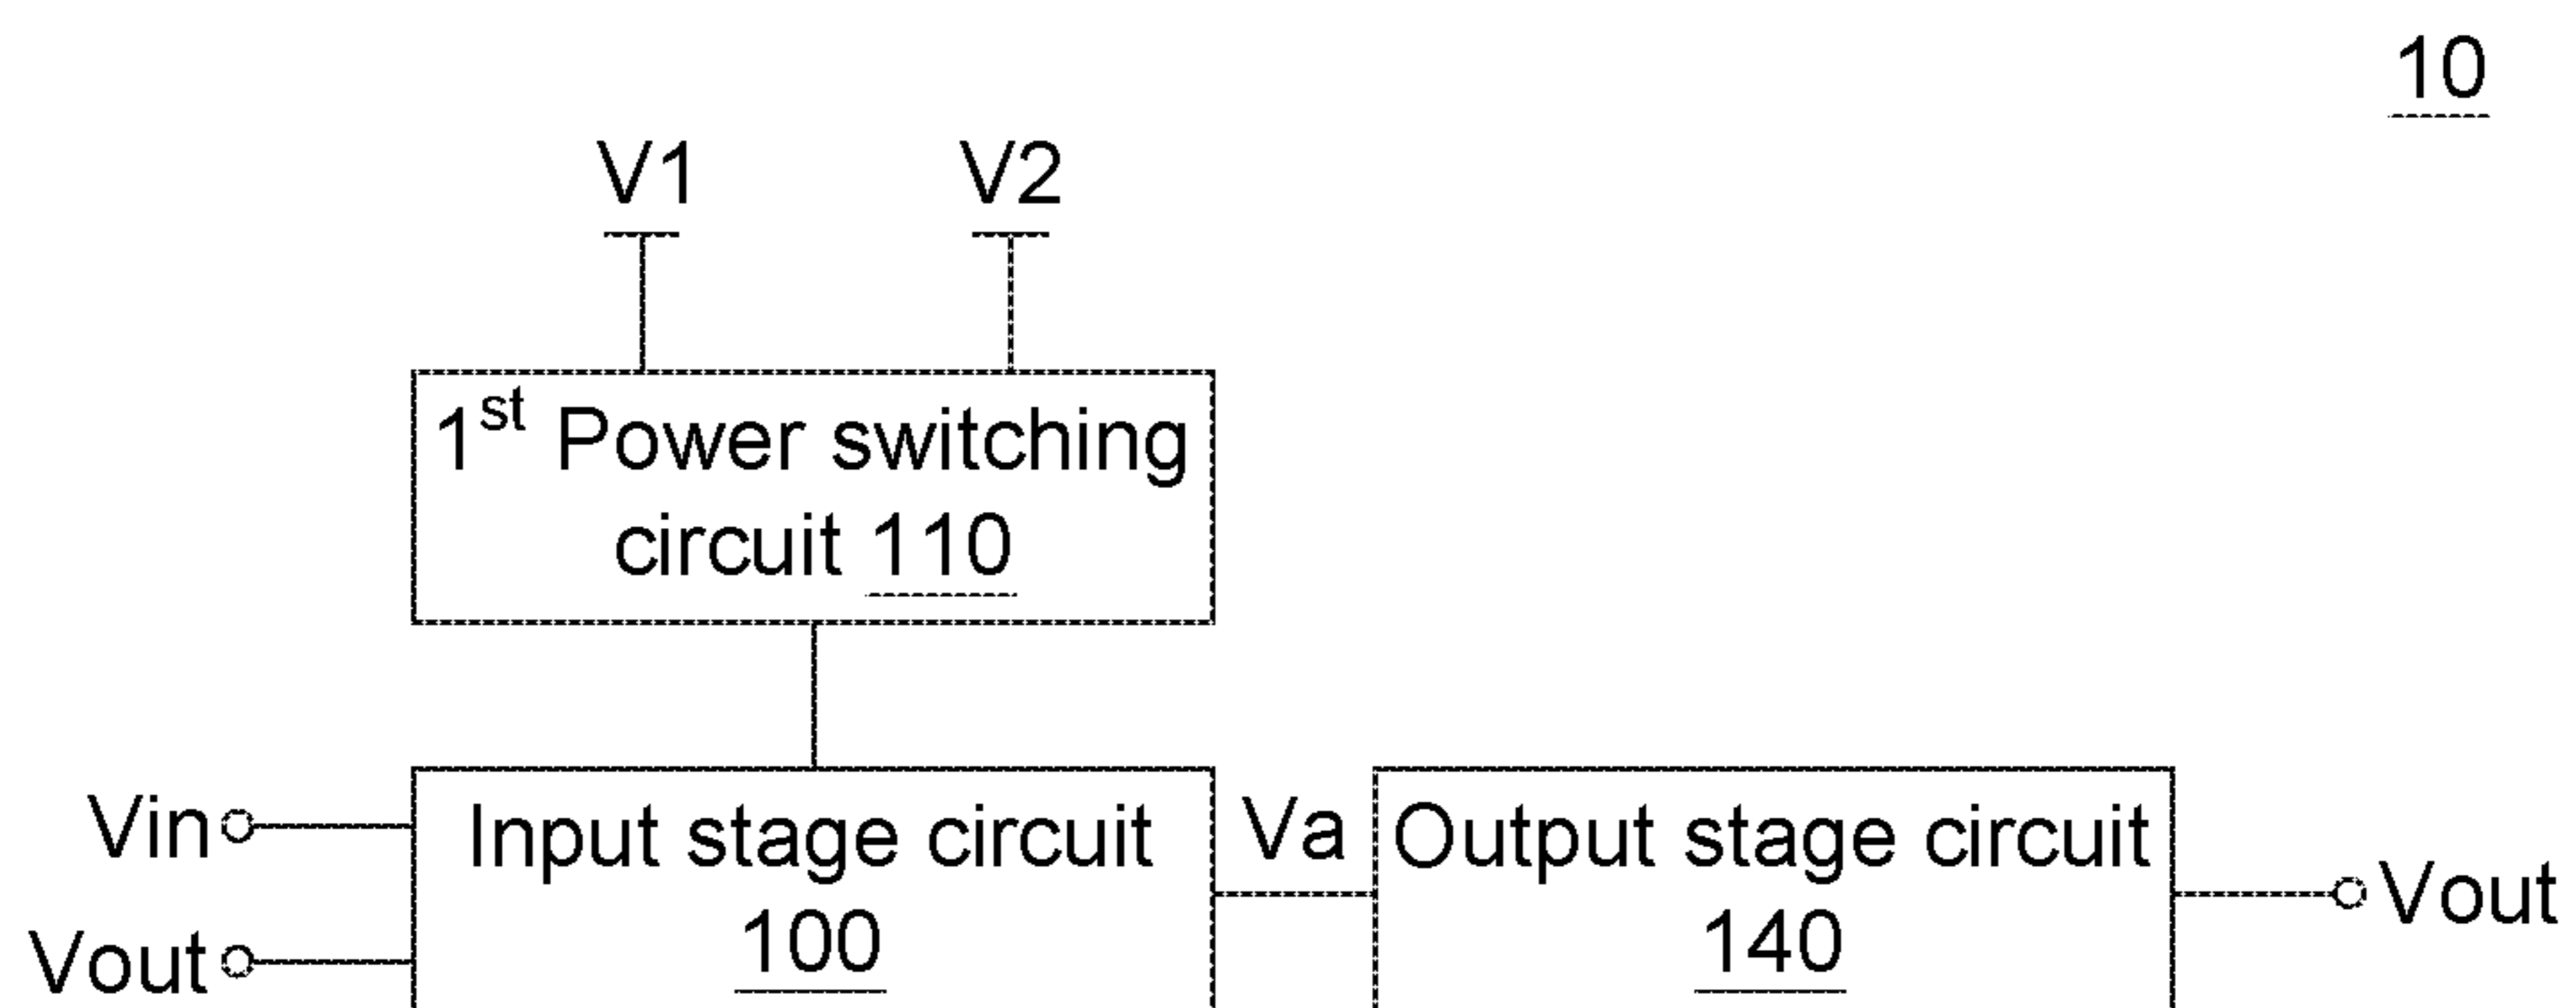 10
V1
V2
1st Power switching
circuit 110
Vin
Vout
Input stage circuit
100
Va
Output stage circuit
140
Vout